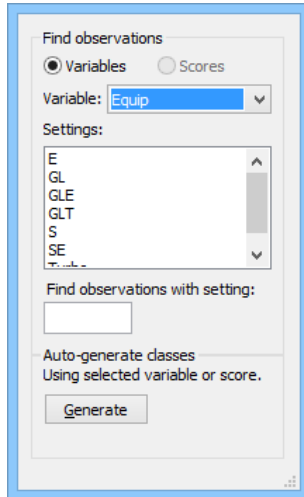 Find observations
Variables Scores
Variable: Equip
Settings:
E
GL
GLE
GLT
S
SE
Find observations with setting:
Auto-generate classes
Using selected variable or score.
Generate